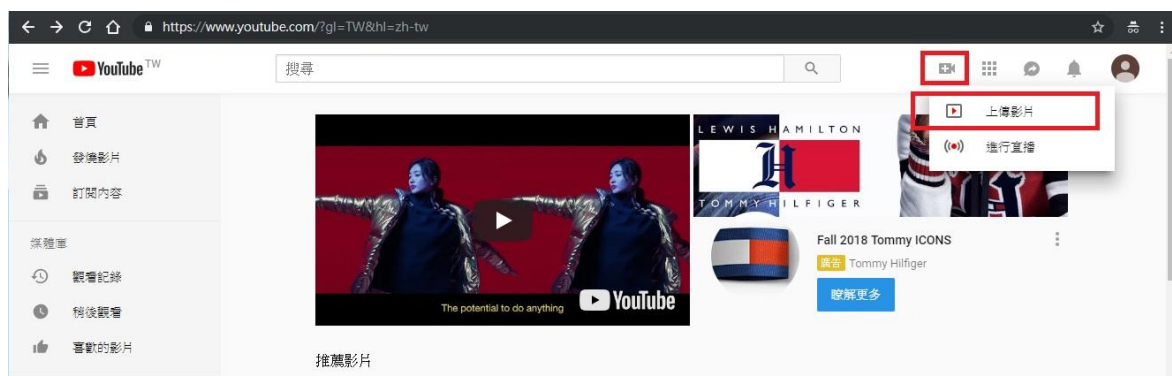 https://www.youtube.com/?gl=TW&hl=zh-tw
YouTube TW
搜尋
上傳影片
進行直播
首頁
發燒影片
訂閱內容
媒體庫
觀看記錄
稍後觀看
喜歡的影片
The potential to do anything
YouTube
LEWIS HAMILTON
H
TOMMY HILFIGER
Fall 2018 Tommy ICONS
廣告 Tommy Hilfiger
瞭解更多
推薦影片